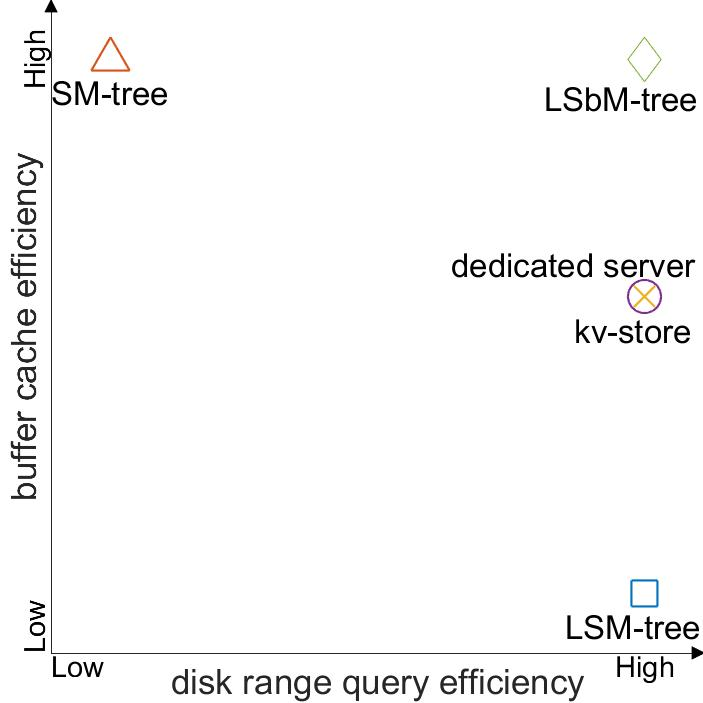 High
SM-tree
LSbM-tree
buffer cache efficiency
dedicated server
kv-store
Low
LSM-tree
Low
High
disk range query efficiency